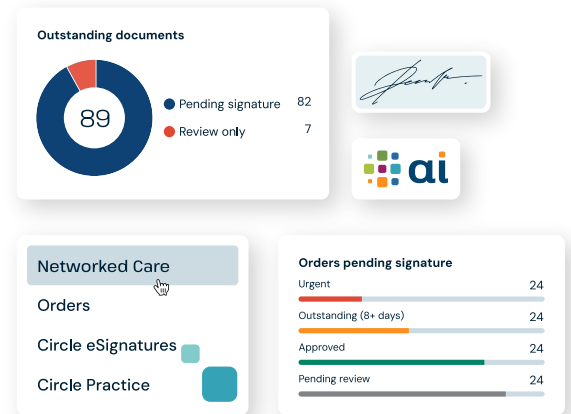 Outstanding documents
89
Pending signature 82
Review only 7
ai
Networked Care
Orders
Circle eSignatures
Circle Practice
Orders pending signature
Urgent 24
Outstanding (8+ days) 24
Approved 24
Pending review 24